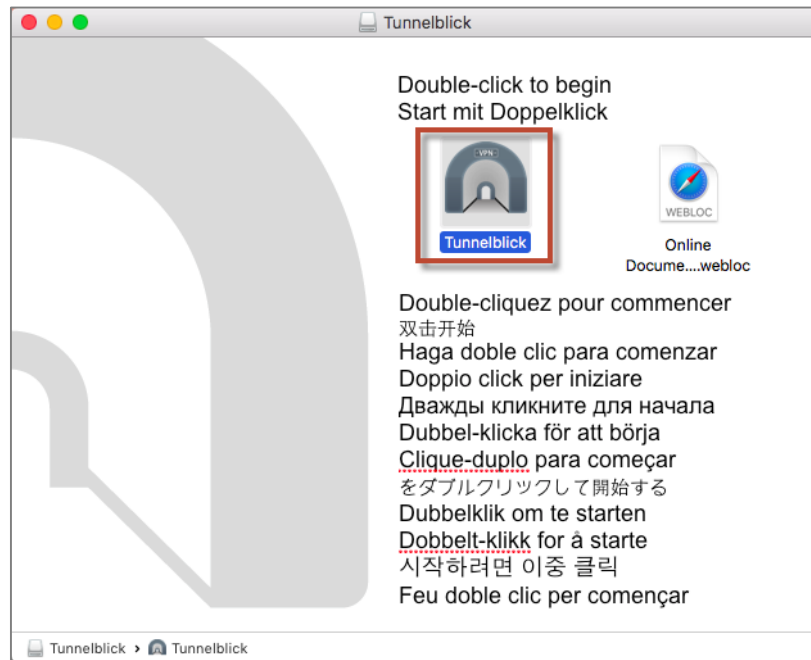 Tunnelblick
Double-click to begin
Start mit Doppelklick
VPN
WEBLOC
Tunnelblick
Online
Docume....webloc
Double-cliquez pour commencer
双击开始
Haga doble clic para comenzar
Doppio click per iniziare
Дважды кликните для начала
Dubbel-klicka för att börja
Clique-duplo para começar
をダブルクリックして開始する
Dubbelklik om te starten
Dobbelt-klikk for å starte
시작하려면 이중 클릭
Feu doble clic per començar
Tunnelblick › Tunnelblick